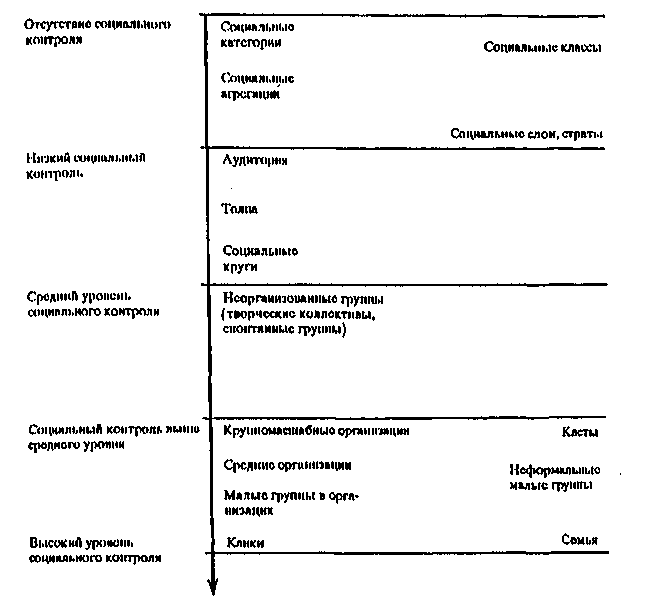 Отсутствие социального
контроля
Социальные
категории
Социальные классы
Социальные
агрегации
Социальные слои, страты
Низкий социальный
контроль
Аудитория
Толпа
Социальные
круги
Средний уровень
социального контроля
Неорганизованные группы
(творческие коллективы,
спонтанные группы)
Социальный контроль выше
среднего уровня
Крупномасштабные организации
Касты
Средние организации
Неформальные
малые группы
Малые группы в орга-
низациях
Высокий уровень
социального контроля
Клики
Семья